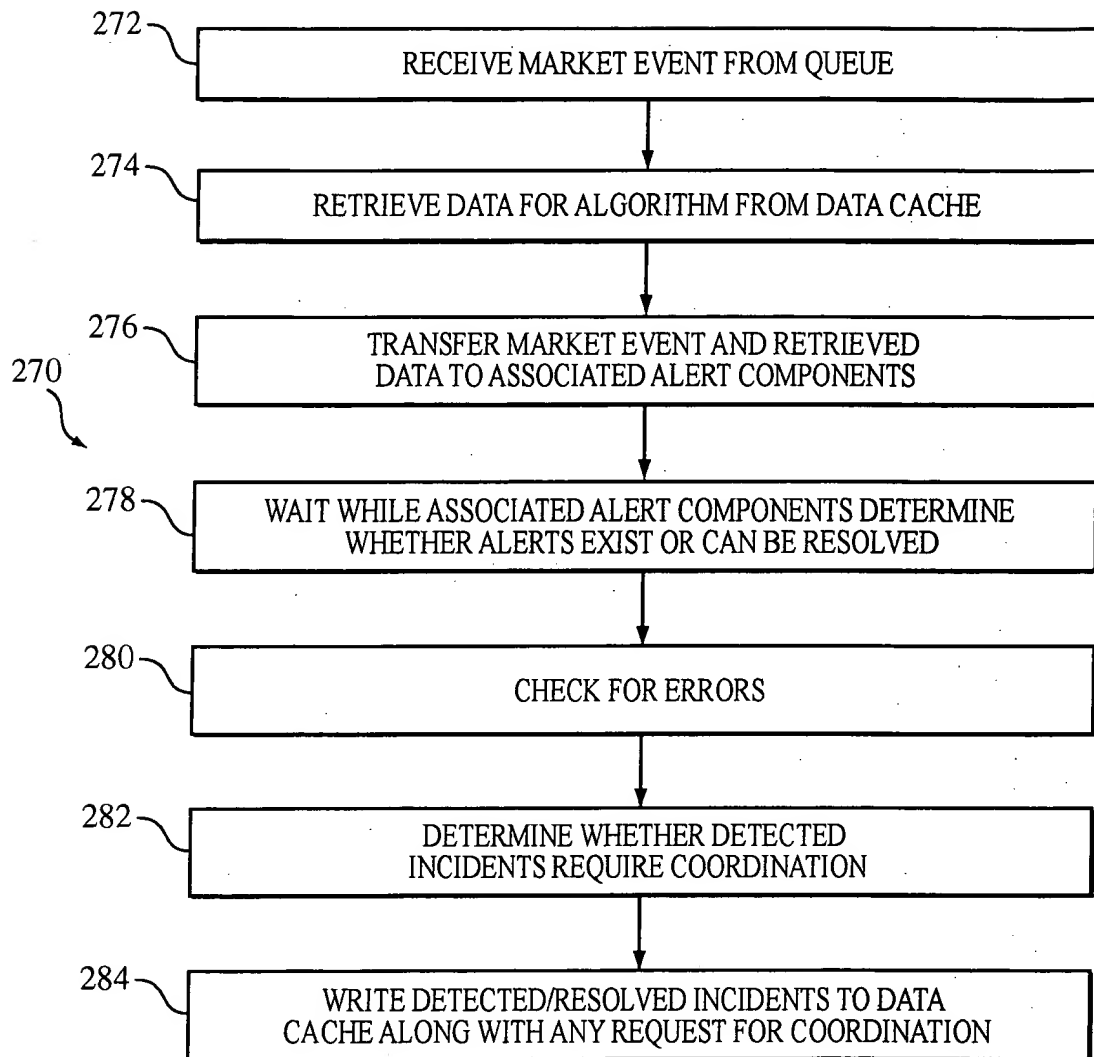 272
RECEIVE MARKET EVENT FROM QUEUE
274
RETRIEVE DATA FOR ALGORITHM FROM DATA CACHE
276
TRANSFER MARKET EVENT AND RETRIEVED
DATA TO ASSOCIATED ALERT COMPONENTS
270
278
WAIT WHILE ASSOCIATED ALERT COMPONENTS DETERMINE
WHETHER ALERTS EXIST OR CAN BE RESOLVED
280
CHECK FOR ERRORS
282
DETERMINE WHETHER DETECTED
INCIDENTS REQUIRE COORDINATION
284
WRITE DETECTED/RESOLVED INCIDENTS TO DATA
CACHE ALONG WITH ANY REQUEST FOR COORDINATION